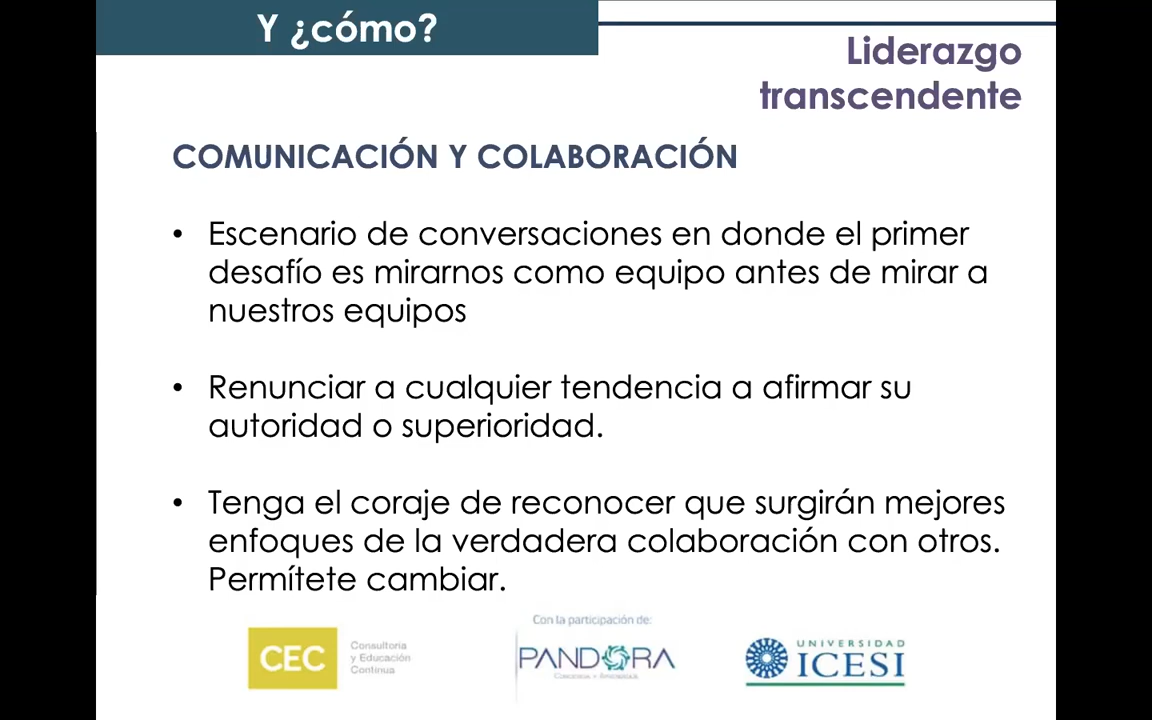 Y ¿cómo?
Liderazgo
transcendente
COMUNICACIÓN Y COLABORACIÓN
• Escenario de conversaciones en donde el primer
desafío es mirarnos como equipo antes de mirar a
nuestros equipos
• Renunciar a cualquier tendencia a afirmar su
autoridad o superioridad.
• Tenga el coraje de reconocer que surgirán mejores
enfoques de la verdadera colaboración con otros.
Permítete cambiar.
Con la participación de:
CEC
Consultoría
y Educación
Continua
PANDORA
UNIVERSIDAD
ICESI